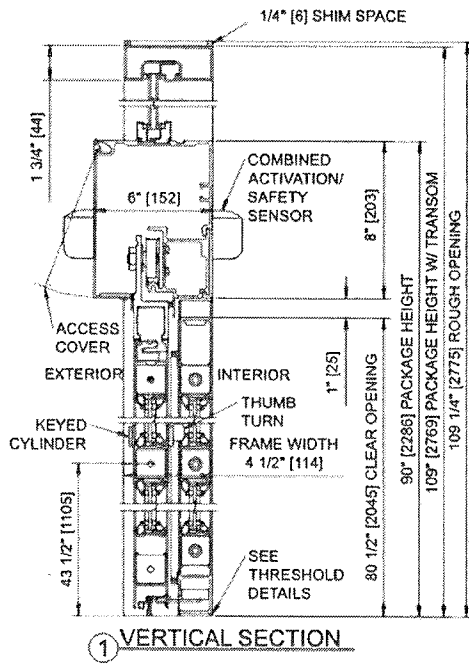 1/4" [6] SHIM SPACE
1 3/4" [44]
6" [152]
COMBINED
ACTIVATION/
SAFETY
SENSOR
8" [203]
ACCESS
COVER
EXTERIOR
INTERIOR
1" [25]
KEYED
CYLINDER
THUMB
TURN
FRAME WIDTH
4 1/2" [114]
43 1/2" [1105]
80 1/2" [2045] CLEAR OPENING
90" [2286] PACKAGE HEIGHT
109" [2769] PACKAGE HEIGHT W/ TRANSOM
109 1/4" [2775] ROUGH OPENING
SEE
THRESHOLD
DETAILS
1 VERTICAL SECTION